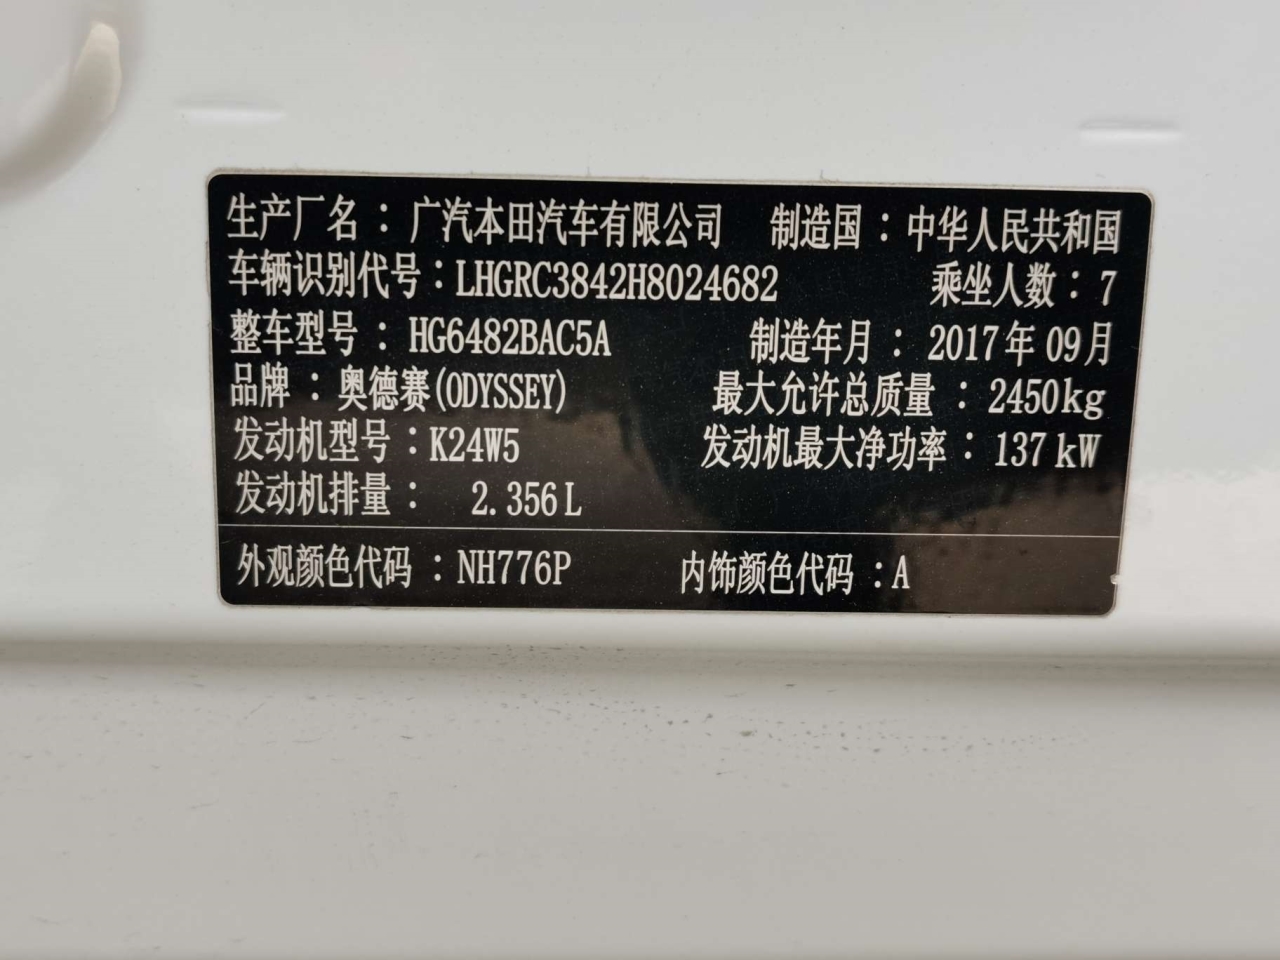 生产厂名：广汽本田汽车有限公司 制造国：中华人民共和国
车辆识别代号：LHGRC3842H8024682 乘坐人数：7
整车型号：HG6482BAC5A 制造年月：2017年09月
品牌：奥德赛(ODYSSEY) 最大允许总质量：2450kg
发动机型号：K24W5 发动机最大净功率：137kW
发动机排量：2.356L
外观颜色代码：NH776P 内饰颜色代码：A